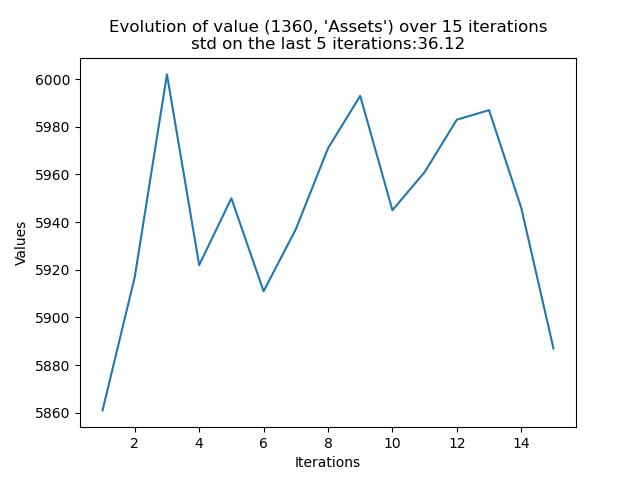 Evolution of value (1360, 'Assets') over 15 iterations
std on the last 5 iterations:36.12
6000
5980
5960
5940
5920
5900
5880
5860
Values
2 4 6 8 10 12 14
Iterations